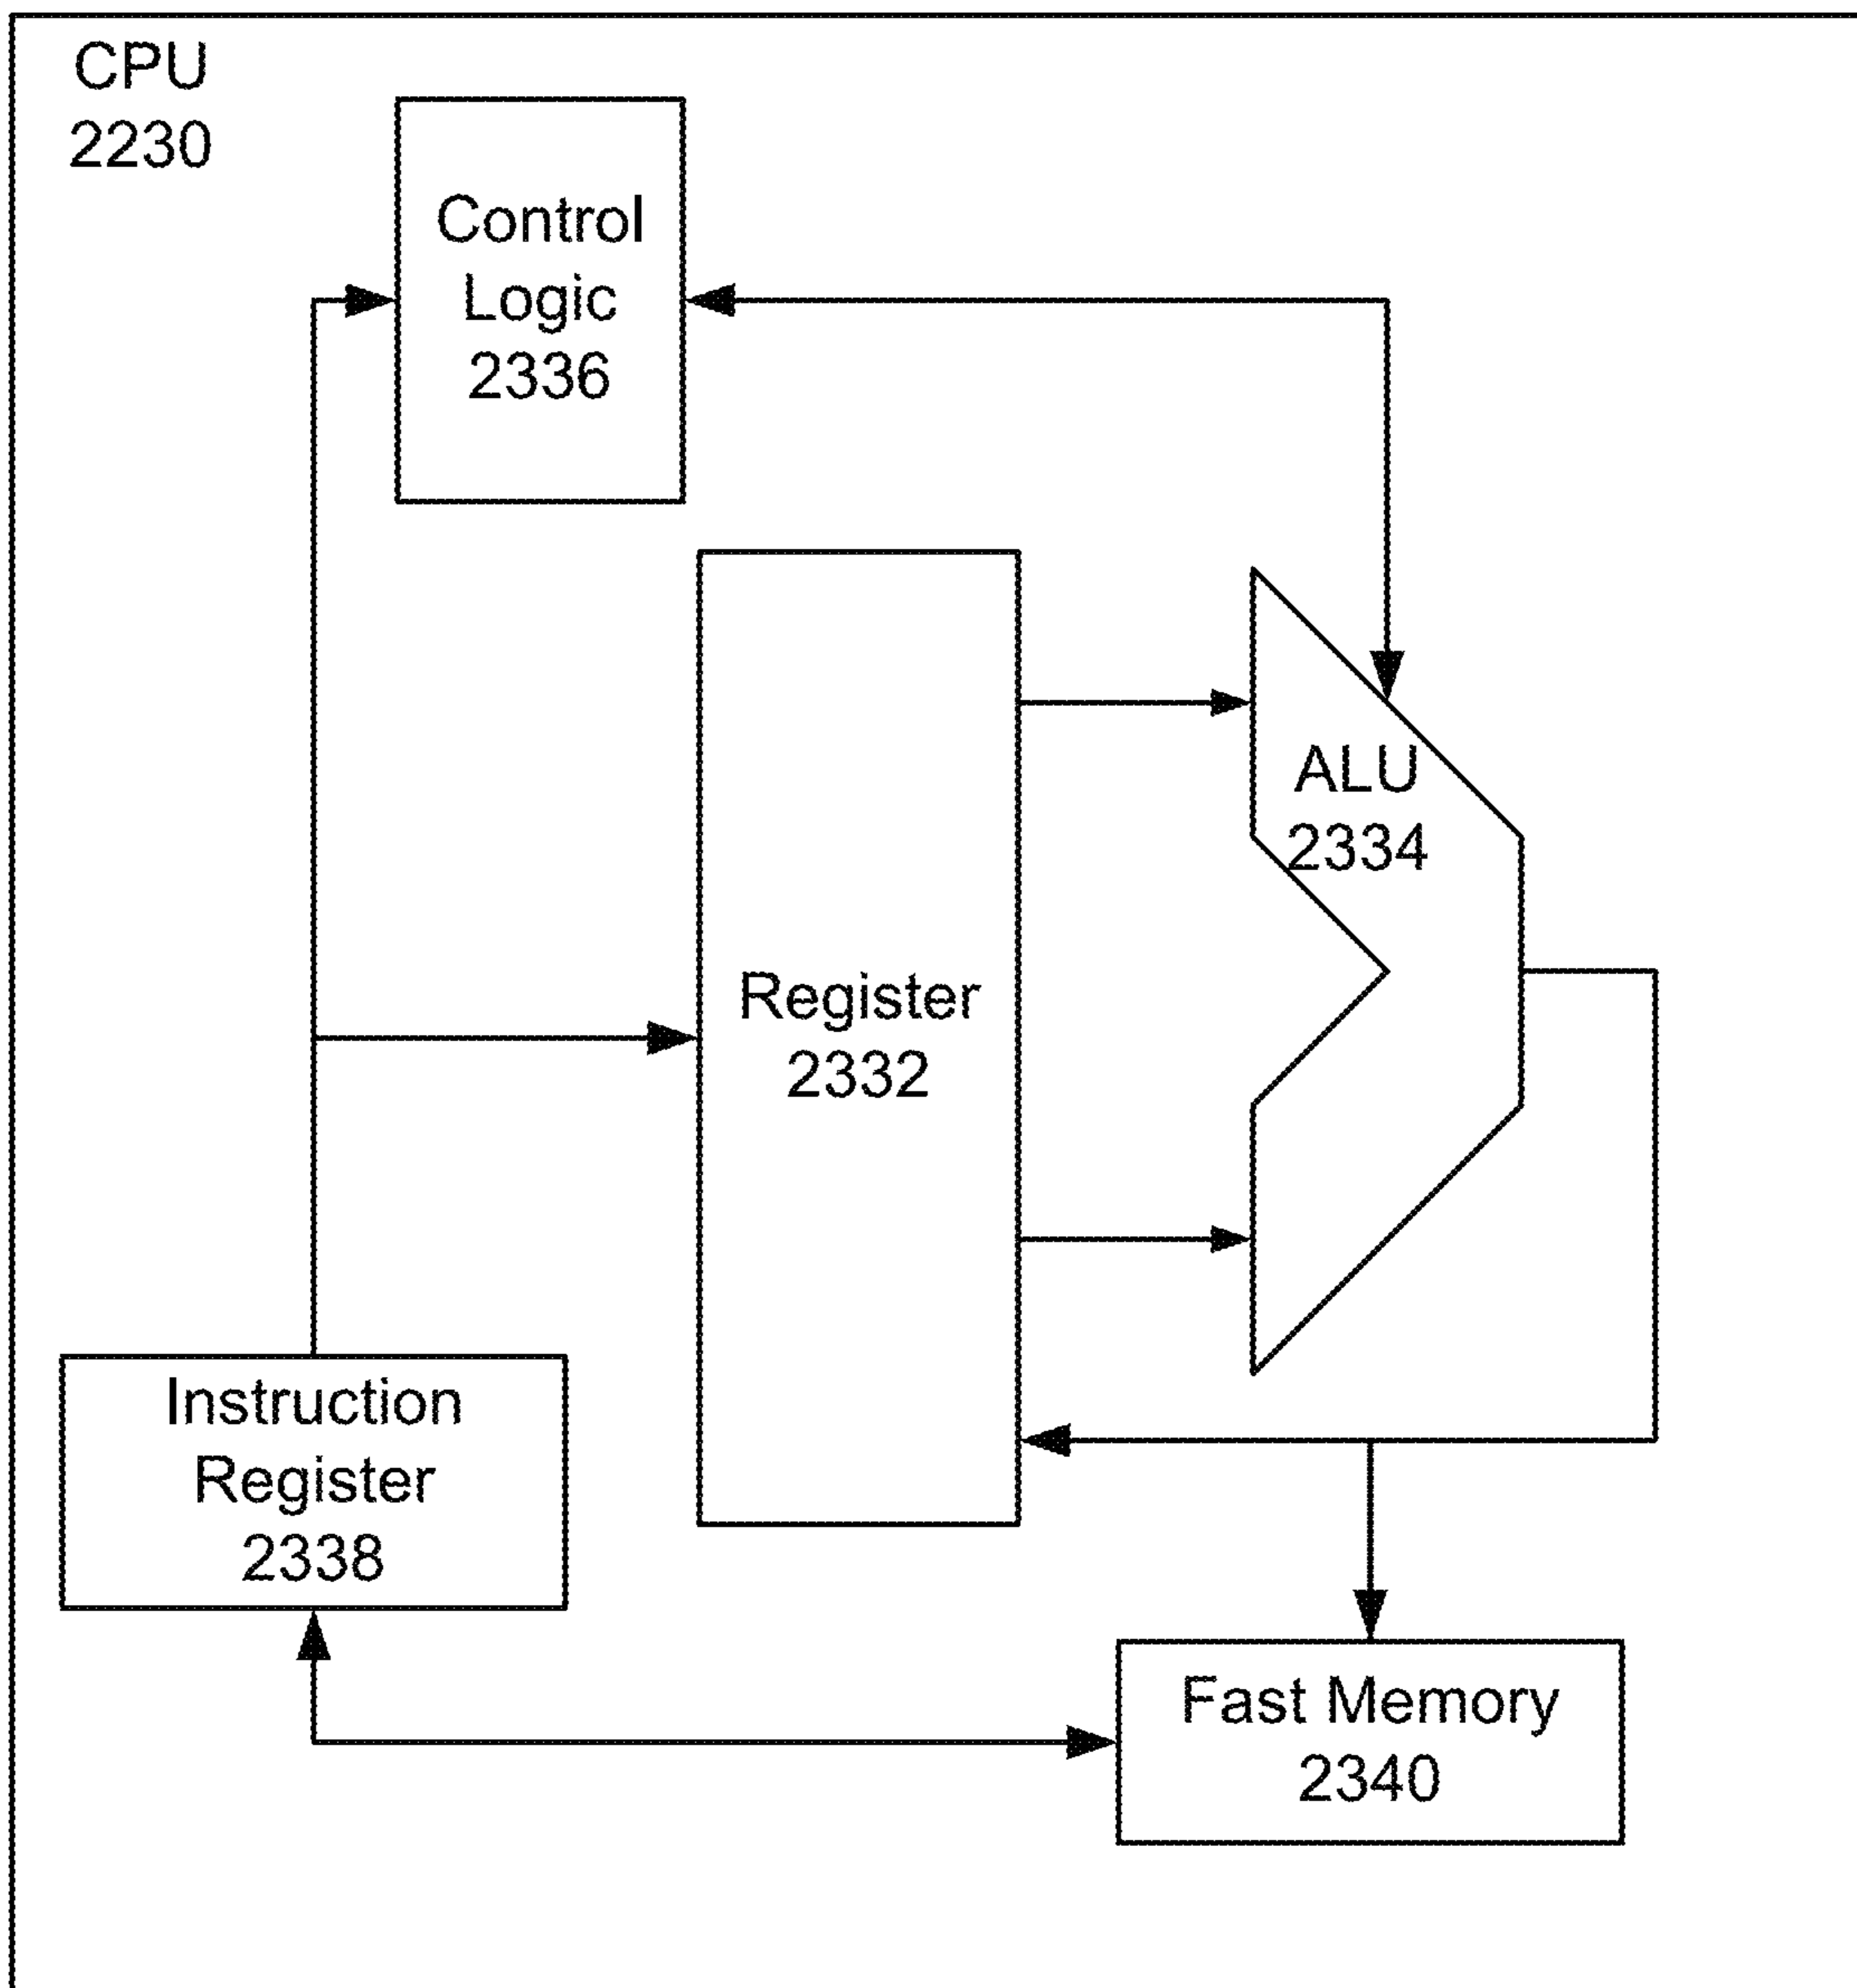 CPU
2230
Control
Logic
2336
ALU
2334
Register
2332
Instruction
Register
2338
Fast Memory
2340